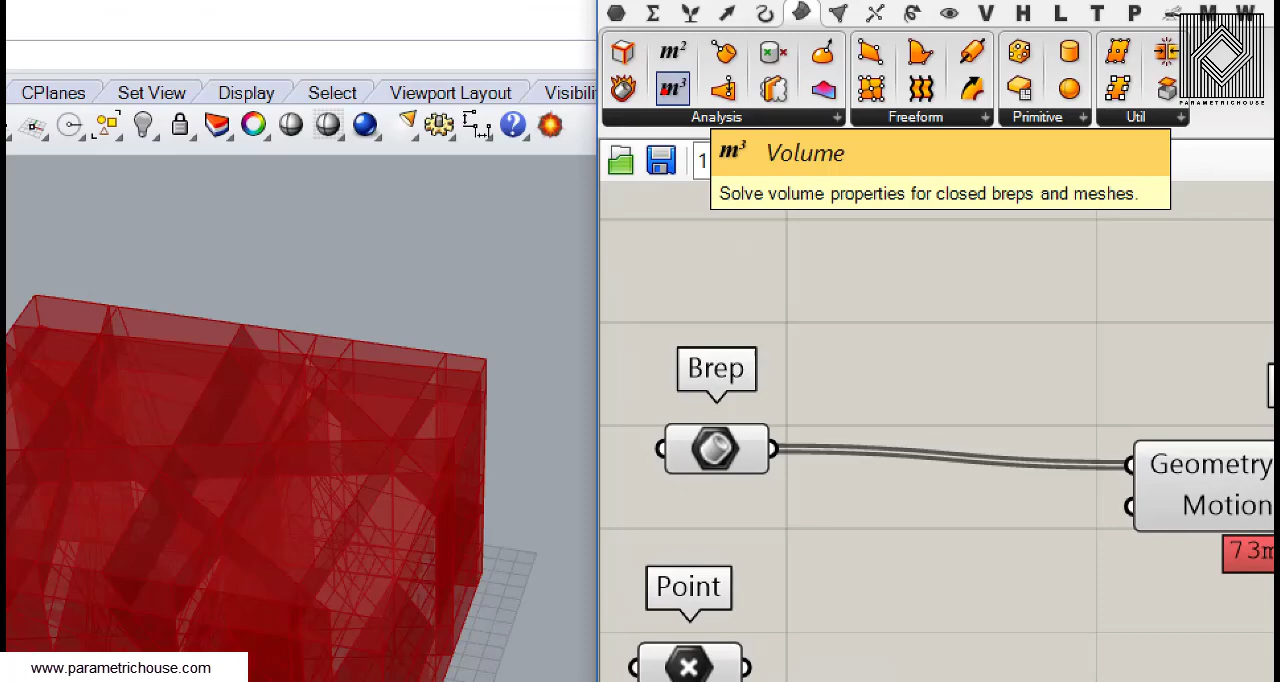 V H L T P M W
m²
m³
PARAMETRICHOUSE
CPlanes Set View Display Select Viewport Layout Visibili
Analysis Freeform Primitive Util
m³ Volume
Solve volume properties for closed breps and meshes.
1
Brep
Geometry
Motion
73m
Point
www.parametrichouse.com